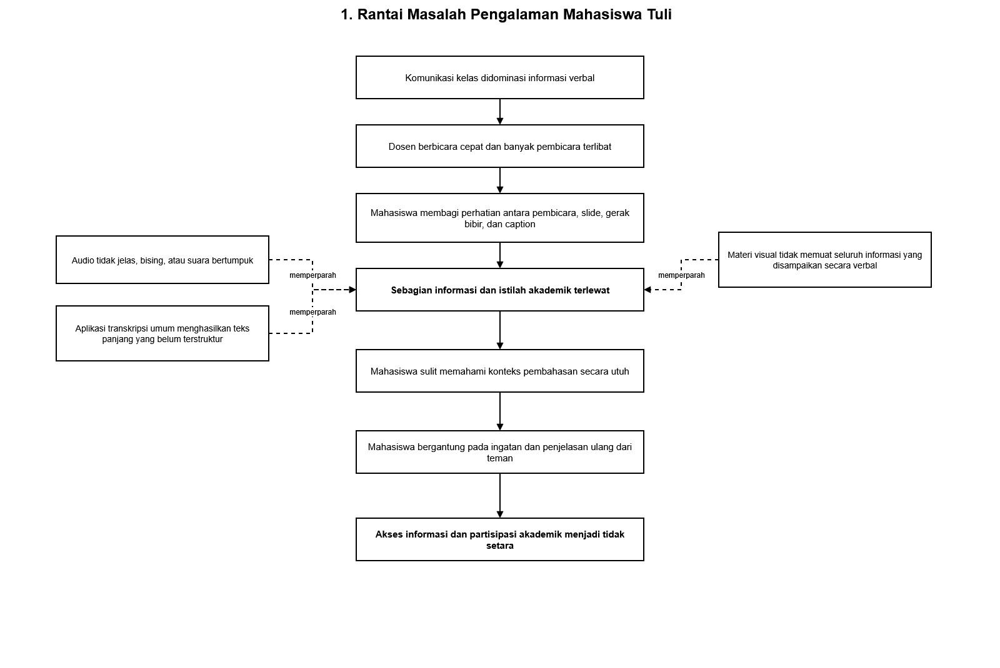 1. Rantai Masalah Pengalaman Mahasiswa Tuli
Komunikasi kelas didominasi informasi verbal
Dosen berbicara cepat dan banyak pembicara terlibat
Mahasiswa membagi perhatian antara pembicara, slide, gerak
bibir, dan caption
Audio tidak jelas, bising, atau suara bertumpuk
memperparah
Aplikasi transkripsi umum menghasilkan teks
panjang yang belum terstruktur
memperparah
Materi visual tidak memuat seluruh informasi yang
disampaikan secara verbal
memperparah
Sebagian informasi dan istilah akademik terlewat
Mahasiswa sulit memahami konteks pembahasan secara utuh
Mahasiswa bergantung pada ingatan dan penjelasan ulang dari
teman
Akses informasi dan partisipasi akademik menjadi tidak
setara